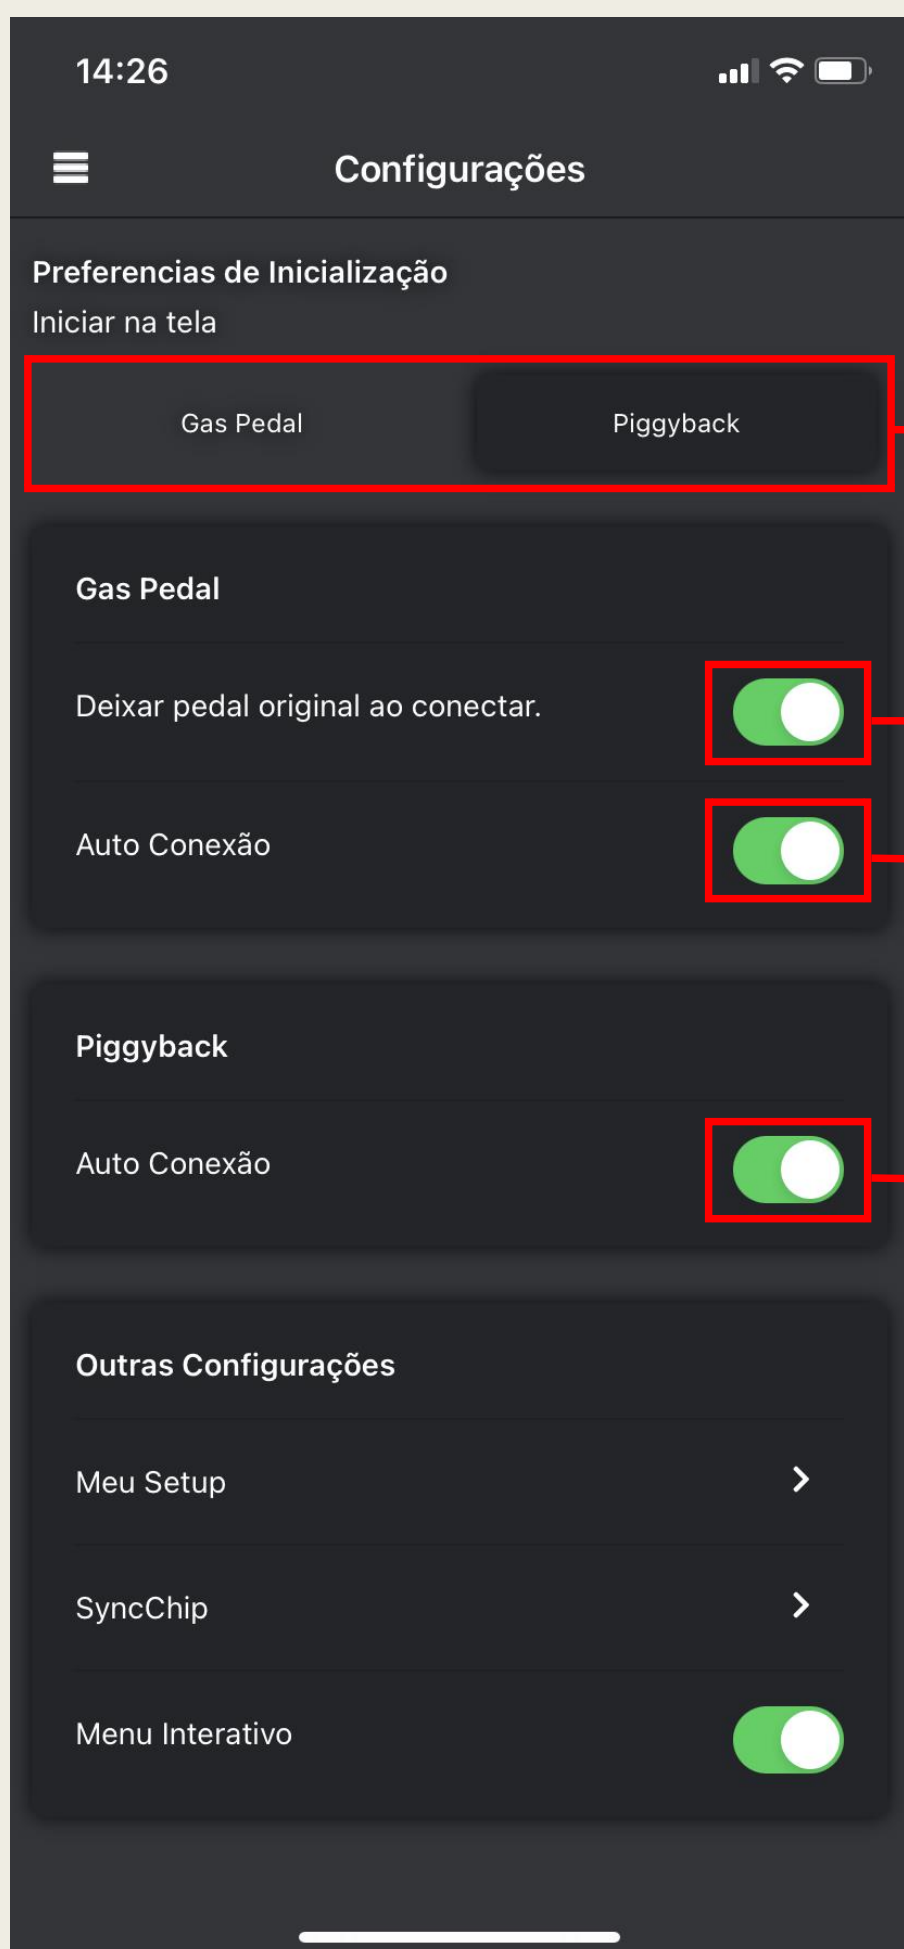 14:26
Configurações
Preferencias de Inicialização
Iniciar na tela
Gas Pedal
Piggyback
Gas Pedal
Deixar pedal original ao conectar.
Auto Conexão
Piggyback
Auto Conexão
Outras Configurações
Meu Setup
SyncChip
Menu Interativo